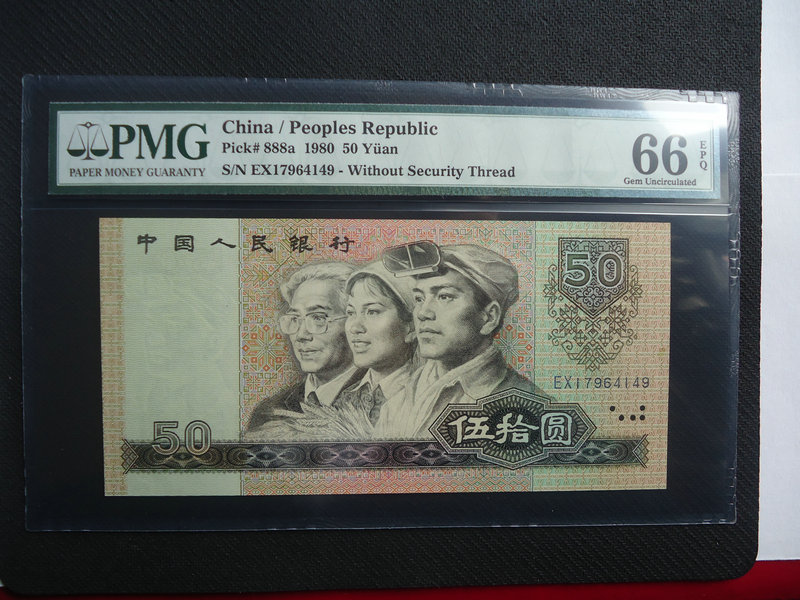 PMG
PAPER MONEY GUARANTY
China / Peoples Republic
Pick# 888a 1980 50 Yüan
S/N EX17964149 - Without Security Thread
66 EPQ
Gem Uncirculated
中国人民银行
50
EX17964149
50
伍拾圆